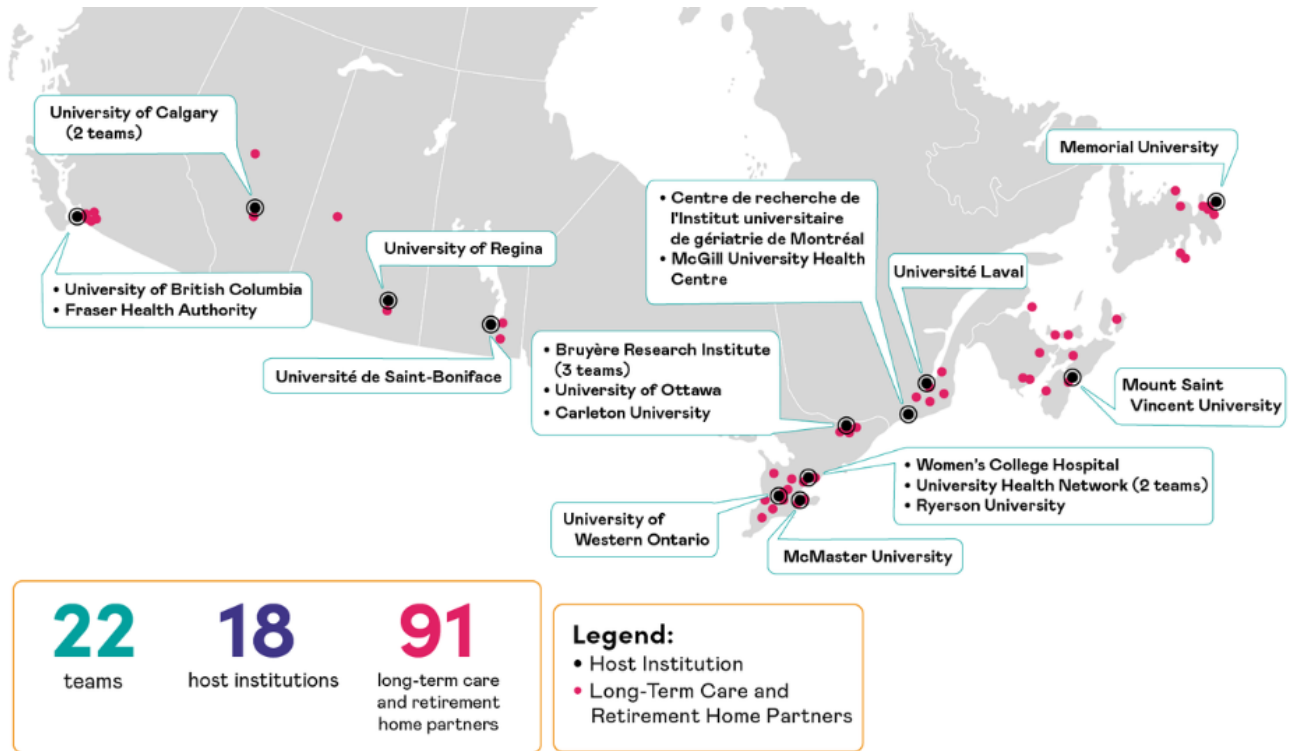 University of Calgary
(2 teams)
Memorial University
• Centre de recherche de
l'Institut universitaire
de gériatrie de Montréal
• McGill University Health
Centre
University of Regina
Université Laval
• University of British Columbia
• Fraser Health Authority
• Bruyère Research Institute
(3 teams)
• University of Ottawa
• Carleton University
Université de Saint-Boniface
Mount Saint
Vincent University
• Women's College Hospital
• University Health Network (2 teams)
• Ryerson University
University of
Western Ontario
McMaster University
22
teams
18
host institutions
91
long-term care
and retirement
home partners
Legend:
• Host Institution
• Long-Term Care and
Retirement Home Partners